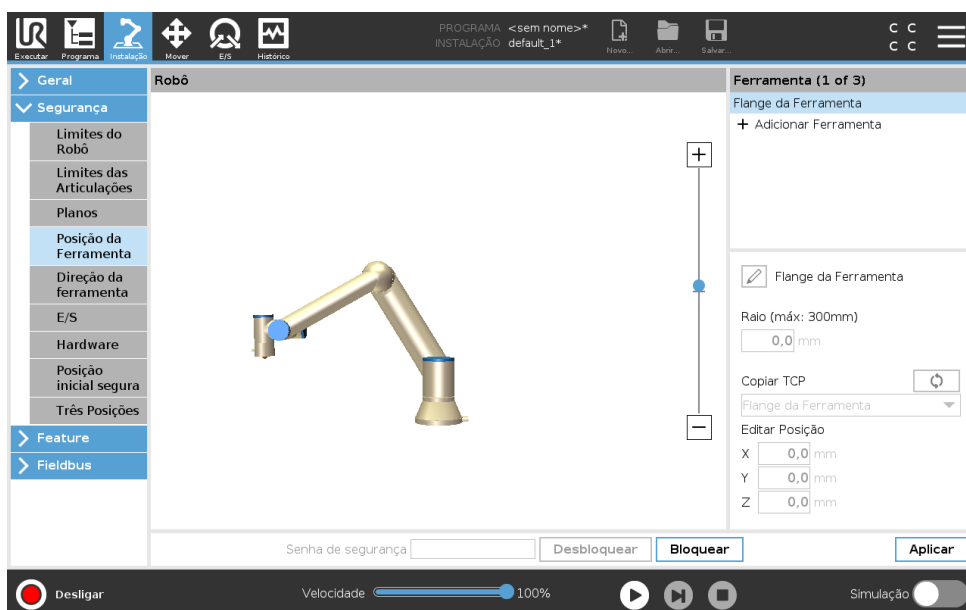 UR
Executar
Programa
Instalação
Mover
E/S
Histórico
PROGRAMA <sem nome>*
INSTALAÇÃO default_1*
Novo...
Abrir...
Salvar...
C C
C C
Geral
Segurança
Limites do
Robô
Limites das
Articulações
Planos
Posição da
Ferramenta
Direção da
ferramenta
E/S
Hardware
Posição
inicial segura
Três Posições
Feature
Fieldbus
Robô
Ferramenta (1 of 3)
Flange da Ferramenta
+ Adicionar Ferramenta
Flange da Ferramenta
Raio (máx: 300mm)
0,0 mm
Copiar TCP
Flange da Ferramenta
Editar Posição
X 0,0 mm
Y 0,0 mm
Z 0,0 mm
Senha de segurança
Desbloquear
Bloquear
Aplicar
Desligar
Velocidade 100%
Simulação